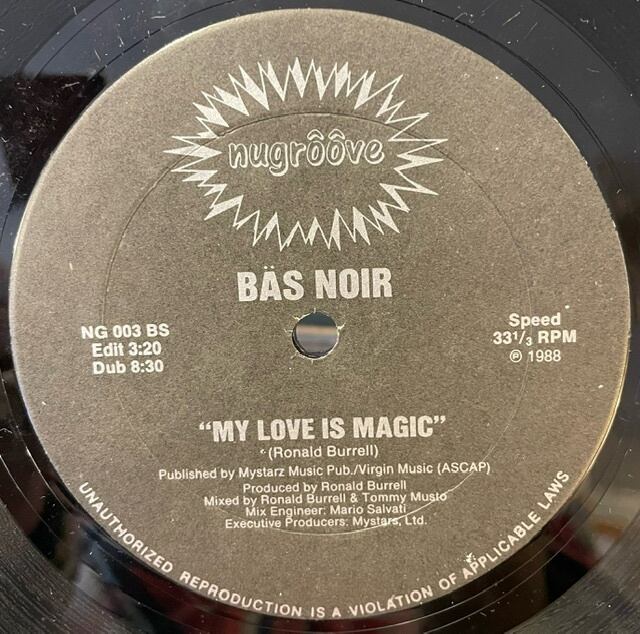 nugrôôve
BÄS NOIR
NG 003 BS
Edit 3:20
Dub 8:30
Speed
33 1/3 RPM
℗ 1988
“MY LOVE IS MAGIC”
(Ronald Burrell)
Published by Mystarz Music Pub./Virgin Music (ASCAP)
Produced by Ronald Burrell
Mixed by Ronald Burrell & Tommy Musto
Mix Engineer: Mario Salvati
Executive Producers: Mystars, Ltd.
UNAUTHORIZED REPRODUCTION IS A VIOLATION OF APPLICABLE LAWS